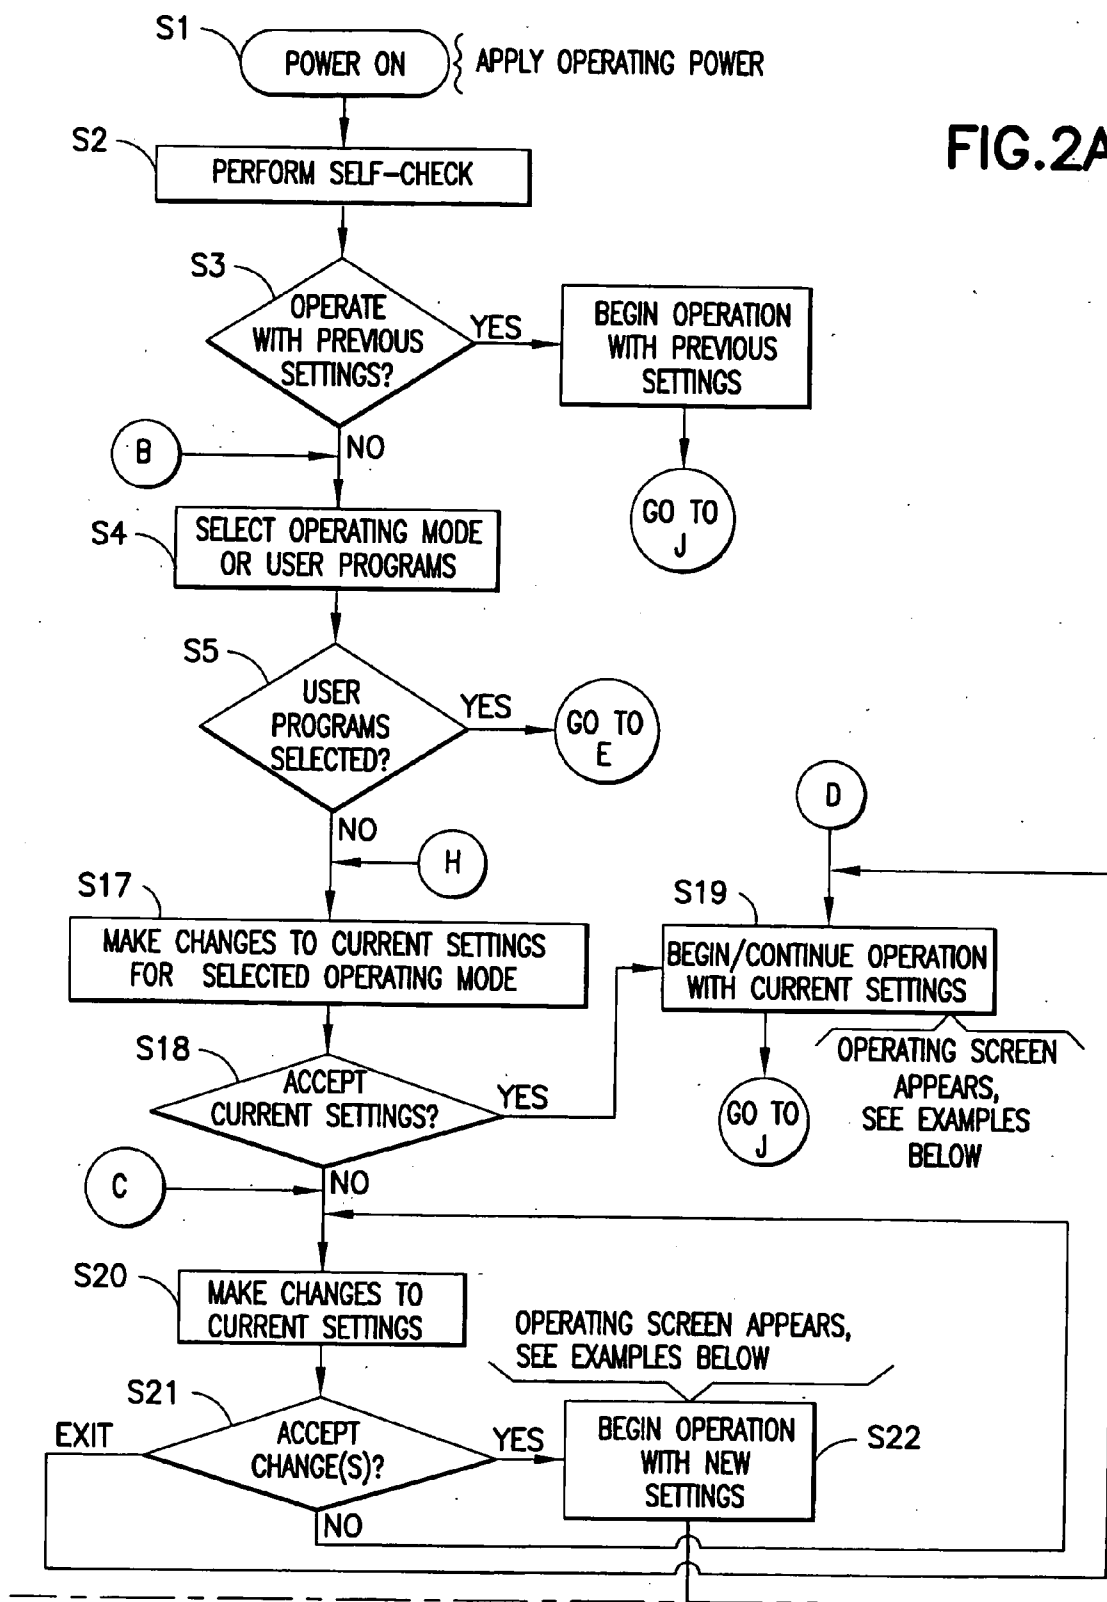 S1
POWER ON
APPLY OPERATING POWER
FIG.2A
S2
PERFORM SELF-CHECK
S3
OPERATE
WITH PREVIOUS
SETTINGS?
YES
BEGIN OPERATION
WITH PREVIOUS
SETTINGS
NO
B
GO TO
J
S4
SELECT OPERATING MODE
OR USER PROGRAMS
S5
USER
PROGRAMS
SELECTED?
YES
GO TO
E
NO
H
D
S17
MAKE CHANGES TO CURRENT SETTINGS
FOR SELECTED OPERATING MODE
S19
BEGIN/CONTINUE OPERATION
WITH CURRENT SETTINGS
OPERATING SCREEN
APPEARS,
SEE EXAMPLES
BELOW
GO TO
J
S18
ACCEPT
CURRENT SETTINGS?
YES
NO
C
S20
MAKE CHANGES TO
CURRENT SETTINGS
OPERATING SCREEN APPEARS,
SEE EXAMPLES BELOW
S21
EXIT
ACCEPT
CHANGE(S)?
YES
BEGIN OPERATION
WITH NEW
SETTINGS
S22
NO